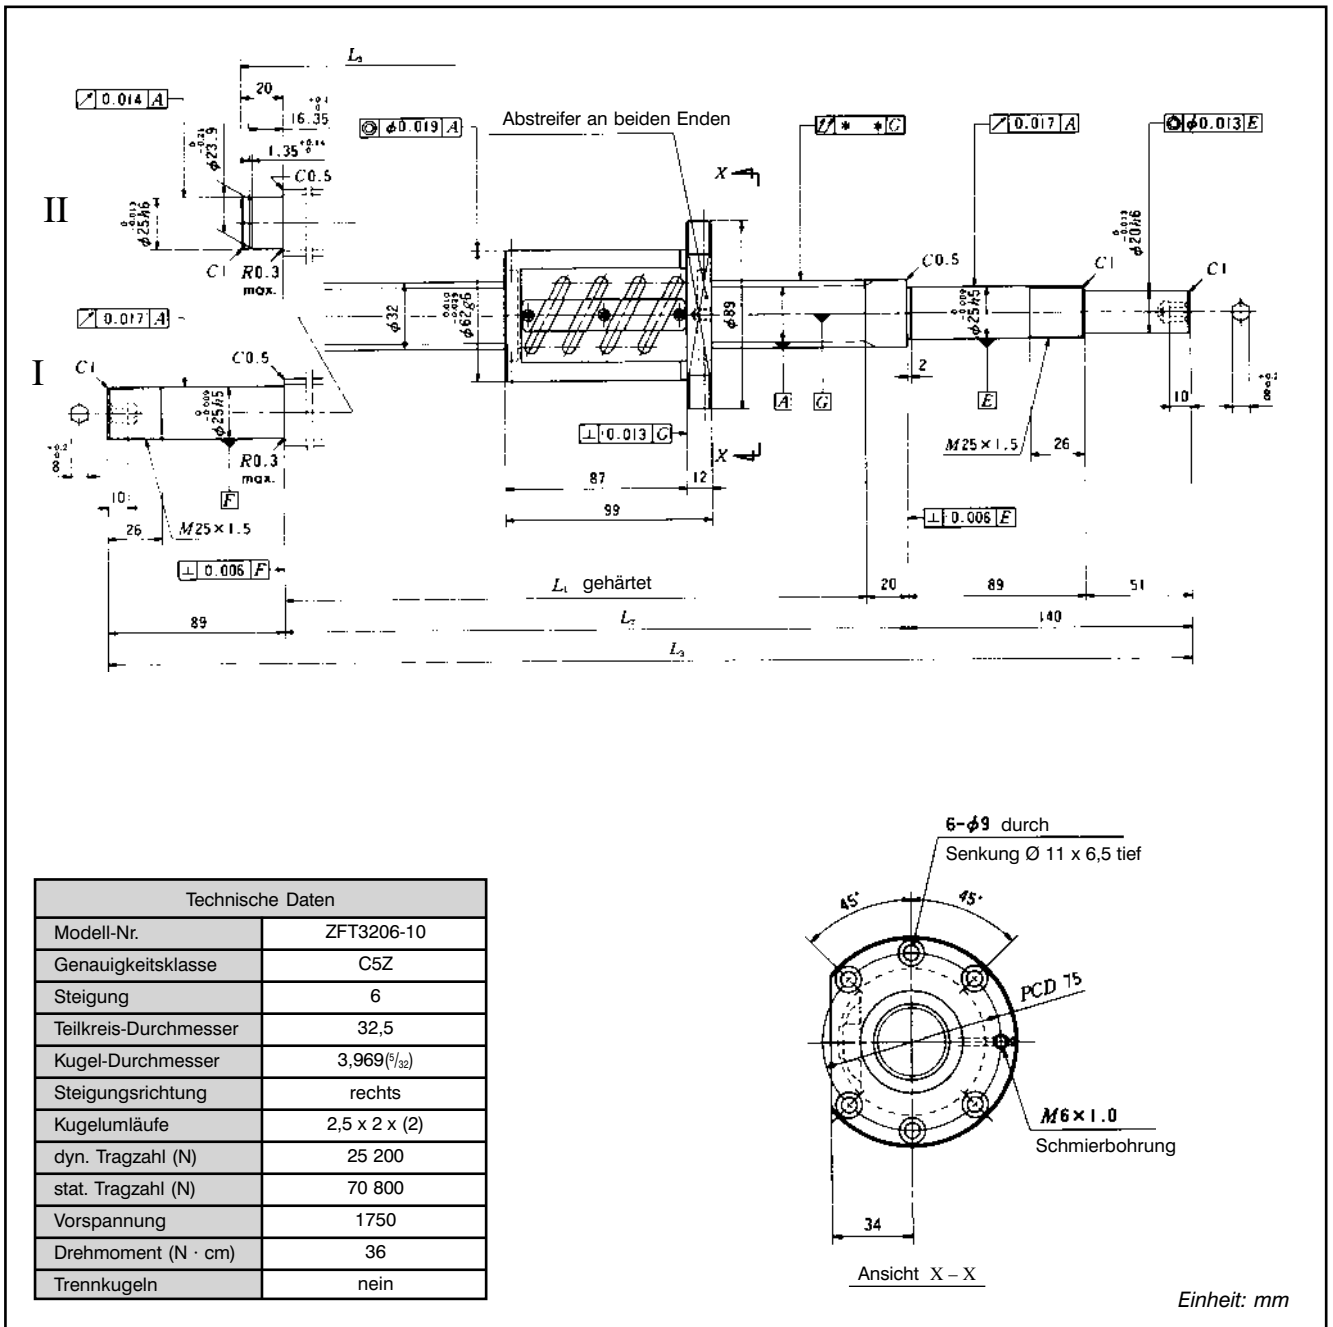 L₃
20
0.014 A
16.35
φ0.019 A
Abstreifer an beiden Enden
* * G
0.017 A
φ0.013 E
φ23.9
1.35
C0.5
X
II
φ25h6
φ20h6
C1
R0.3
max.
C0.5
C1
C1
0.017 A
φ32
φ62g6
φ89
φ25h5
I
C1
C0.5
2
φ25h5
A
G
E
10
0.013 G
M25×1.5
26
R0.3
max.
X
F
87
12
10
99
26
M25×1.5
0.006 E
0.006 F
L₁ gehärtet
20
89
51
89
140
L₃
6-φ9 durch
Senkung Ø 11 x 6,5 tief
45°
45°
PCD 75
M6×1.0
Schmierbohrung
34
Ansicht X – X
Technische Daten
Modell-Nr. ZFT3206-10
Genauigkeitsklasse C5Z
Steigung 6
Teilkreis-Durchmesser 32,5
Kugel-Durchmesser 3,969(5/32)
Steigungsrichtung rechts
Kugelumläufe 2,5 x 2 x (2)
dyn. Tragzahl (N) 25 200
stat. Tragzahl (N) 70 800
Vorspannung 1750
Drehmoment (N · cm) 36
Trennkugeln nein
Einheit: mm